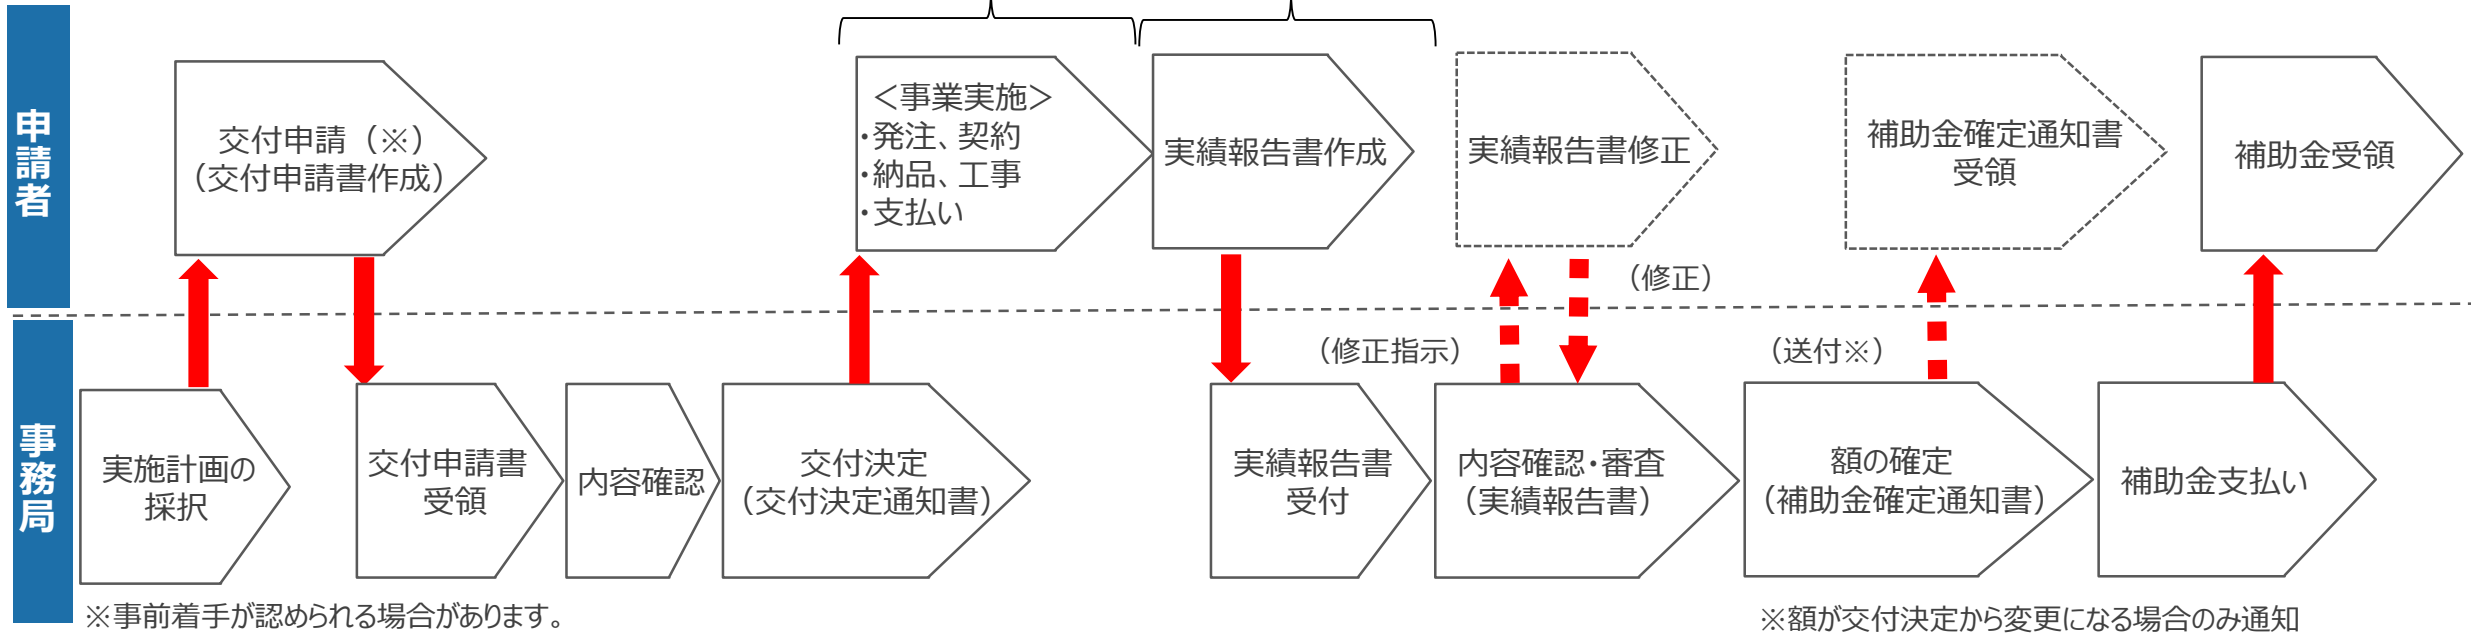 申請者
交付申請（※）
（交付申請書作成）
＜事業実施＞
・発注、契約
・納品、工事
・支払い
実績報告書作成
実績報告書修正
補助金確定通知書
受領
補助金受領
（修正）
（修正指示）
（送付※）
事務局
実施計画の
採択
交付申請書
受領
内容確認
交付決定
（交付決定通知書）
実績報告書
受付
内容確認・審査
（実績報告書）
額の確定
（補助金確定通知書）
補助金支払い
※事前着手が認められる場合があります。
※額が交付決定から変更になる場合のみ通知